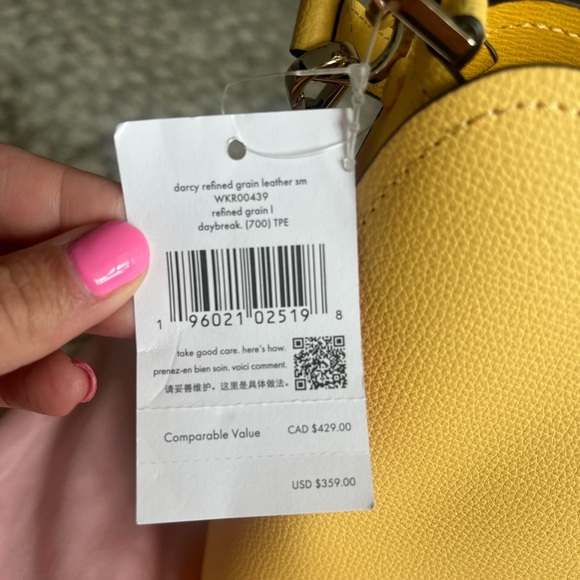 darcy refined grain leather sm
WKR00439
refined grain l
daybreak. (700) TPE
1 96021 02519 8
take good care. here's how.
prenez-en bien soin. voici comment.
请妥善维护。这里是具体做法。
Comparable Value CAD $429.00
USD $359.00